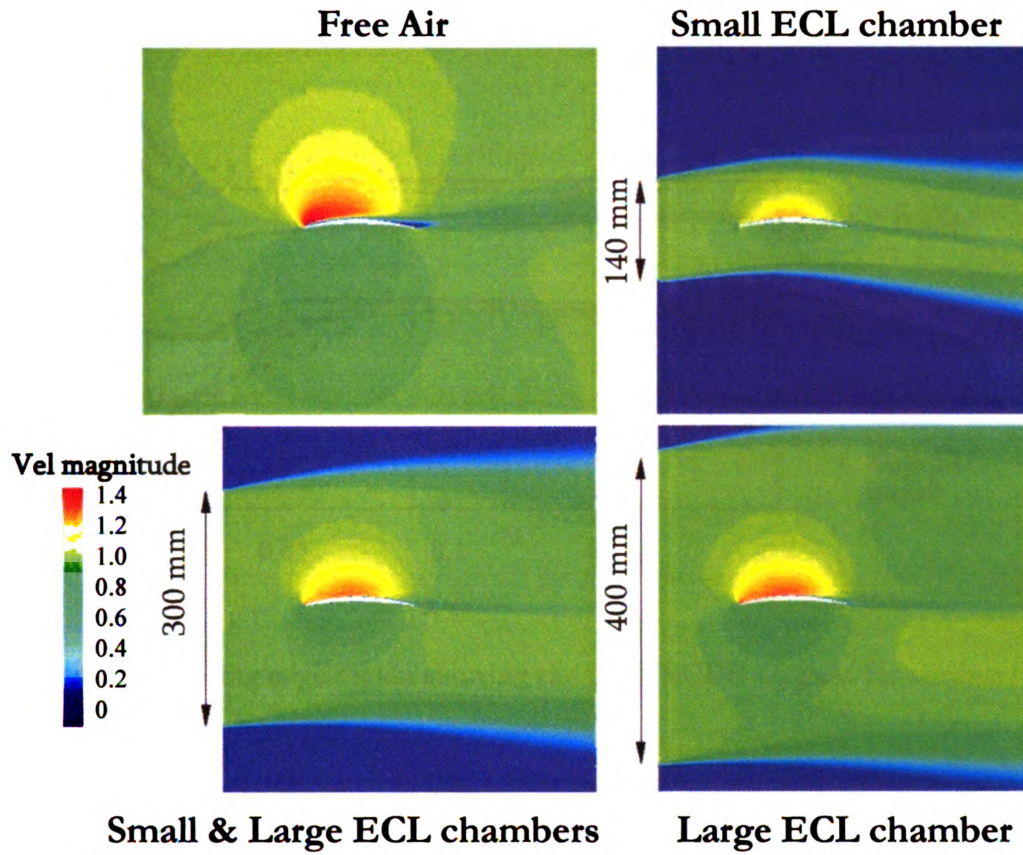 Free Air
Small ECL chamber
140 mm
Vel magnitude
1.4
1.2
1.0
0.8
0.6
0.4
0.2
0
300 mm
400 mm
Small & Large ECL chambers
Large ECL chamber